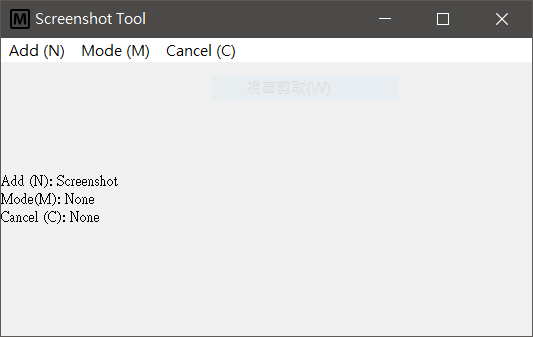 M Screenshot Tool
Add (N) Mode (M) Cancel (C)
視窗剪取(W)
Add (N): Screenshot
Mode(M): None
Cancel (C): None